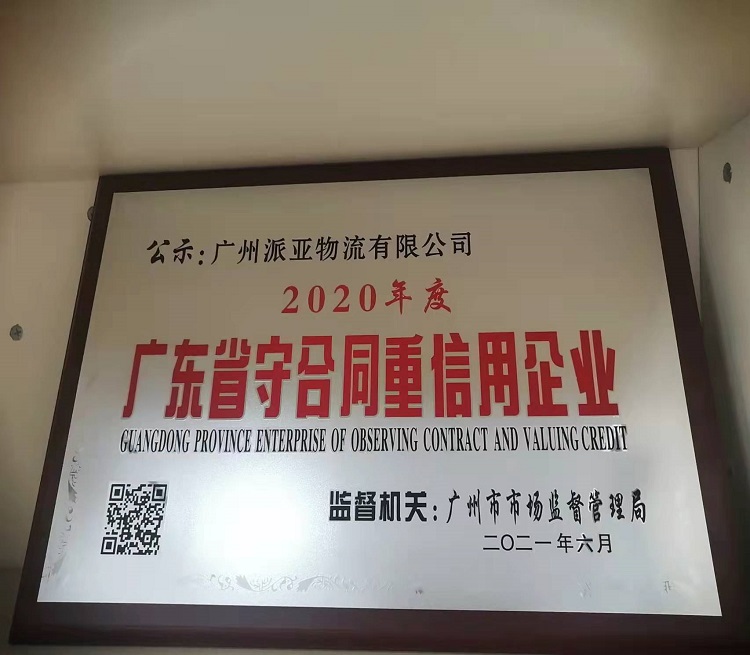 公示:广州派亚物流有限公司
2020年度
广东省守合同重信用企业
GUANGDONG PROVINCE ENTERPRISE OF OBSERVING CONTRACT AND VALUING CREDIT
监督机关:广州市市场监督管理局
二〇二一年六月